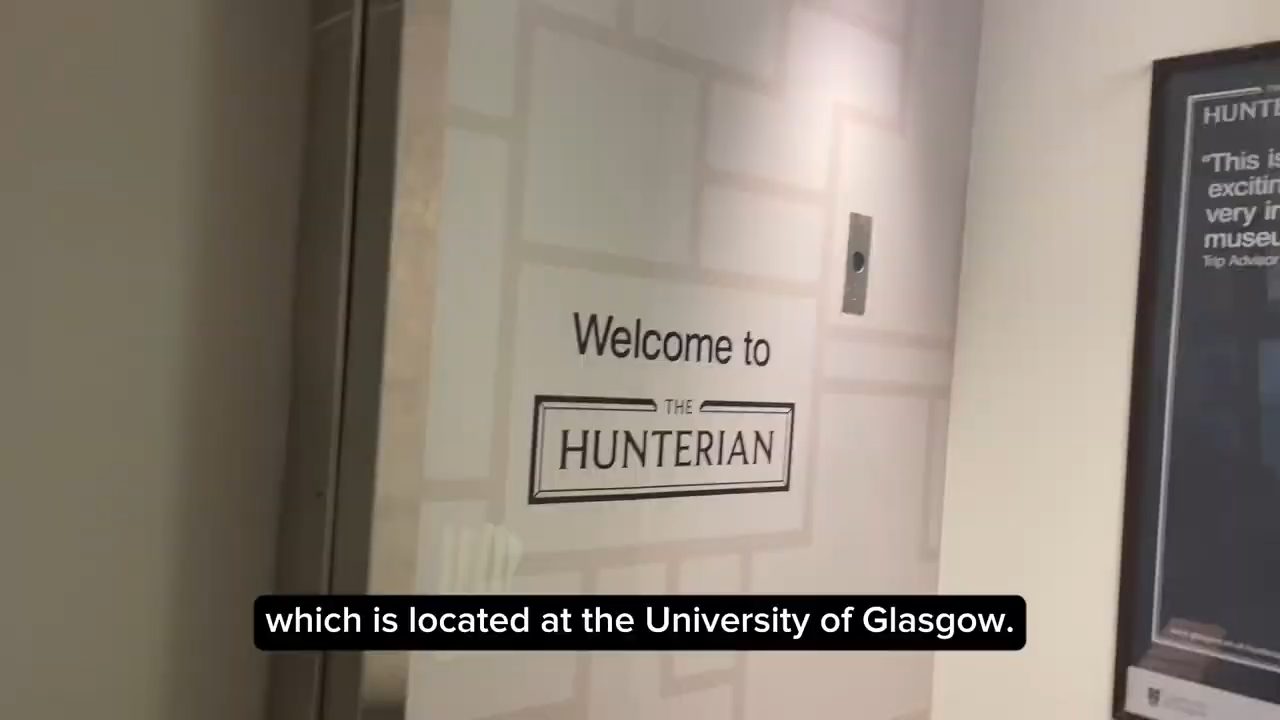 Welcome to
THE
HUNTERIAN
HUNTE
"This is
excitin
very in
museu
Trip Advisor
which is located at the University of Glasgow.